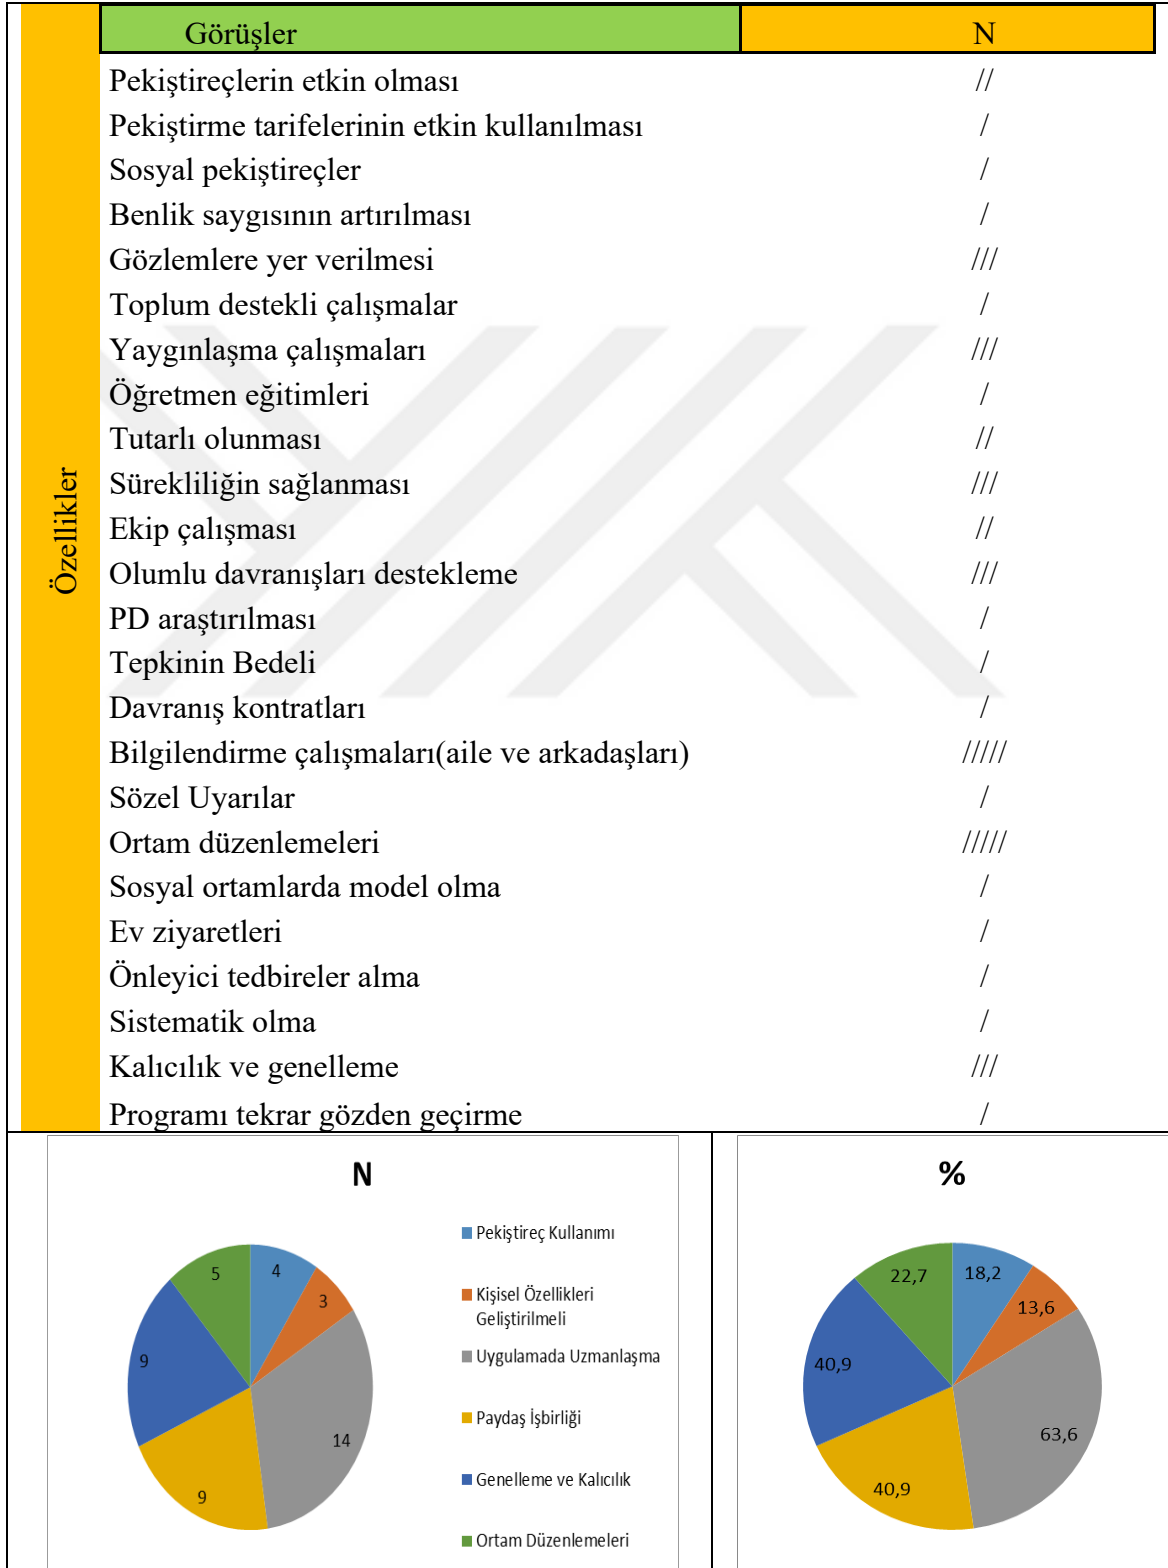 Görüşler N
Pekiştireçlerin etkin olması //
Pekiştirme tarifelerinin etkin kullanılması /
Sosyal pekiştireçler /
Benlik saygısının artırılması /
Gözlemlere yer verilmesi ///
Toplum destekli çalışmalar /
Yaygınlaşma çalışmaları ///
Öğretmen eğitimleri /
Tutarlı olunması //
Sürekliliğin sağlanması ///
Ekip çalışması //
Olumlu davranışları destekleme ///
PD araştırılması /
Tepkinin Bedeli /
Davranış kontratları /
Bilgilendirme çalışmaları(aile ve arkadaşları) /////
Sözel Uyarılar /
Ortam düzenlemeleri /////
Sosyal ortamlarda model olma /
Ev ziyaretleri /
Önleyici tedbireler alma /
Sistematik olma /
Kalıcılık ve genelleme ///
Programı tekrar gözden geçirme /
Özellikler
N
4
3
14
9
9
5
Pekiştireç Kullanımı
Kişisel Özellikleri
Geliştirilmeli
Uygulamada Uzmanlaşma
Paydaş İşbirliği
Genelleme ve Kalıcılık
Ortam Düzenlemeleri
%
18,2
13,6
63,6
40,9
40,9
22,7